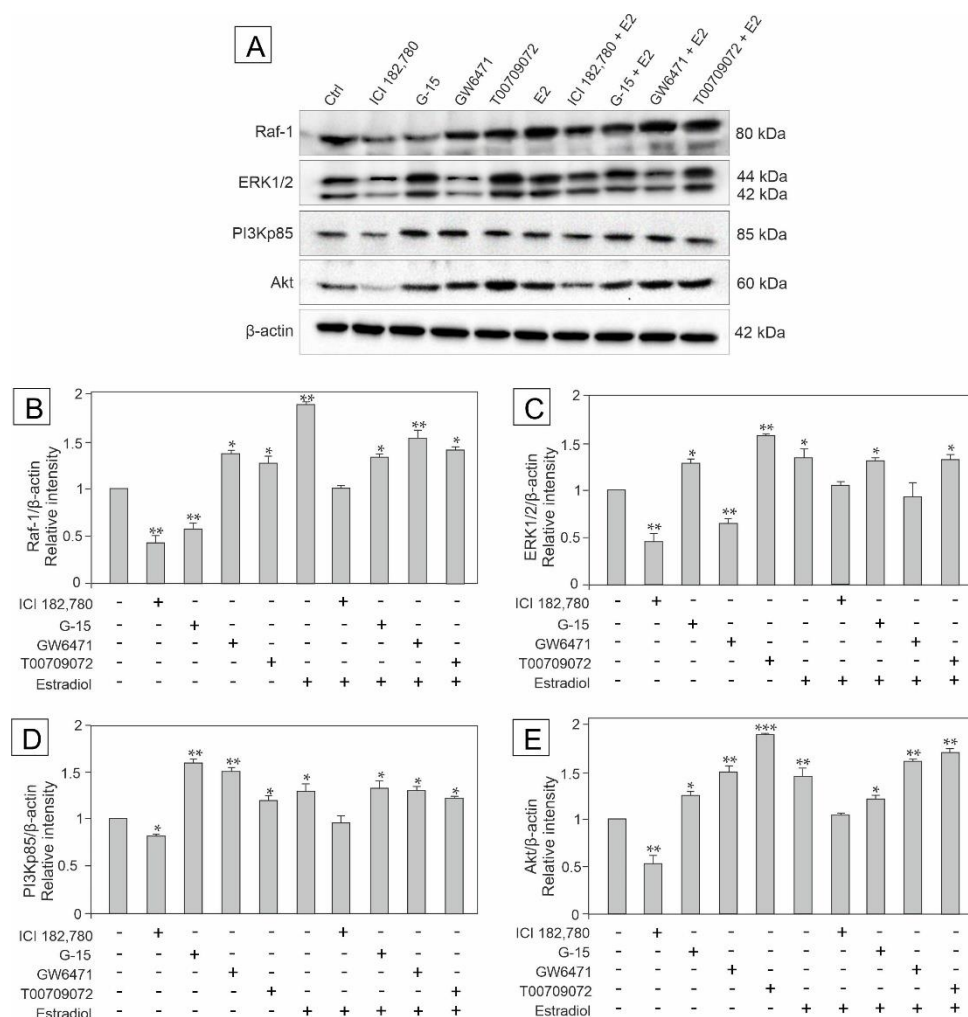 A
Ctrl
ICI 182,780
G-15
GW6471
T00709072
E2
ICI 182,780 + E2
G-15 + E2
GW6471 + E2
T00709072 + E2
Raf-1 80 kDa
ERK1/2 44 kDa
42 kDa
PI3Kp85 85 kDa
Akt 60 kDa
β-actin 42 kDa
B
Raf-1/β-actin
Relative intensity
2
1.5
1
0.5
0
** ** * * ** * ** *
ICI 182,780 - + - - - - + - - -
G-15 - - + - - - - + - -
GW6471 - - - + - - - - + -
T00709072 - - - - + - - - - +
Estradiol - - - - - + + + + +
C
ERK1/2/β-actin
Relative intensity
2
1.5
1
0.5
0
** * ** ** * * *
ICI 182,780 - + - - - - + - - -
G-15 - - + - - - - + - -
GW6471 - - - + - - - - + -
T00709072 - - - - + - - - - +
Estradiol - - - - - + + + + +
D
PI3Kp85/β-actin
Relative intensity
2
1.5
1
0.5
0
* ** ** * * * * *
ICI 182,780 - + - - - - + - - -
G-15 - - + - - - - + - -
GW6471 - - - + - - - - + -
T00709072 - - - - + - - - - +
Estradiol - - - - - + + + + +
E
Akt/β-actin
Relative intensity
2
1.5
1
0.5
0
** * ** *** ** * ** **
ICI 182,780 - + - - - - + - - -
G-15 - - + - - - - + - -
GW6471 - - - + - - - - + -
T00709072 - - - - + - - - - +
Estradiol - - - - - + + + + +